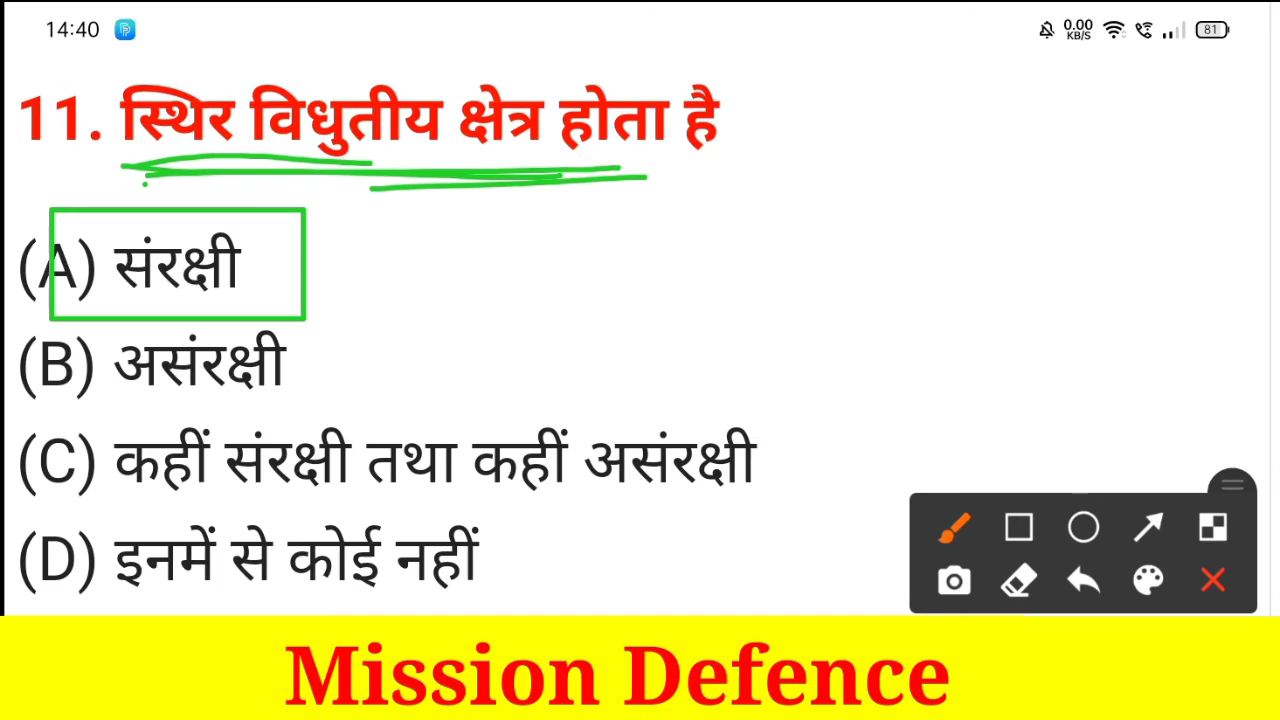 14:40
0.00
KB/S
81
11. स्थिर विधुतीय क्षेत्र होता है
(A) संरक्षी
(B) असंरक्षी
(C) कहीं संरक्षी तथा कहीं असंरक्षी
(D) इनमें से कोई नहीं
Mission Defence